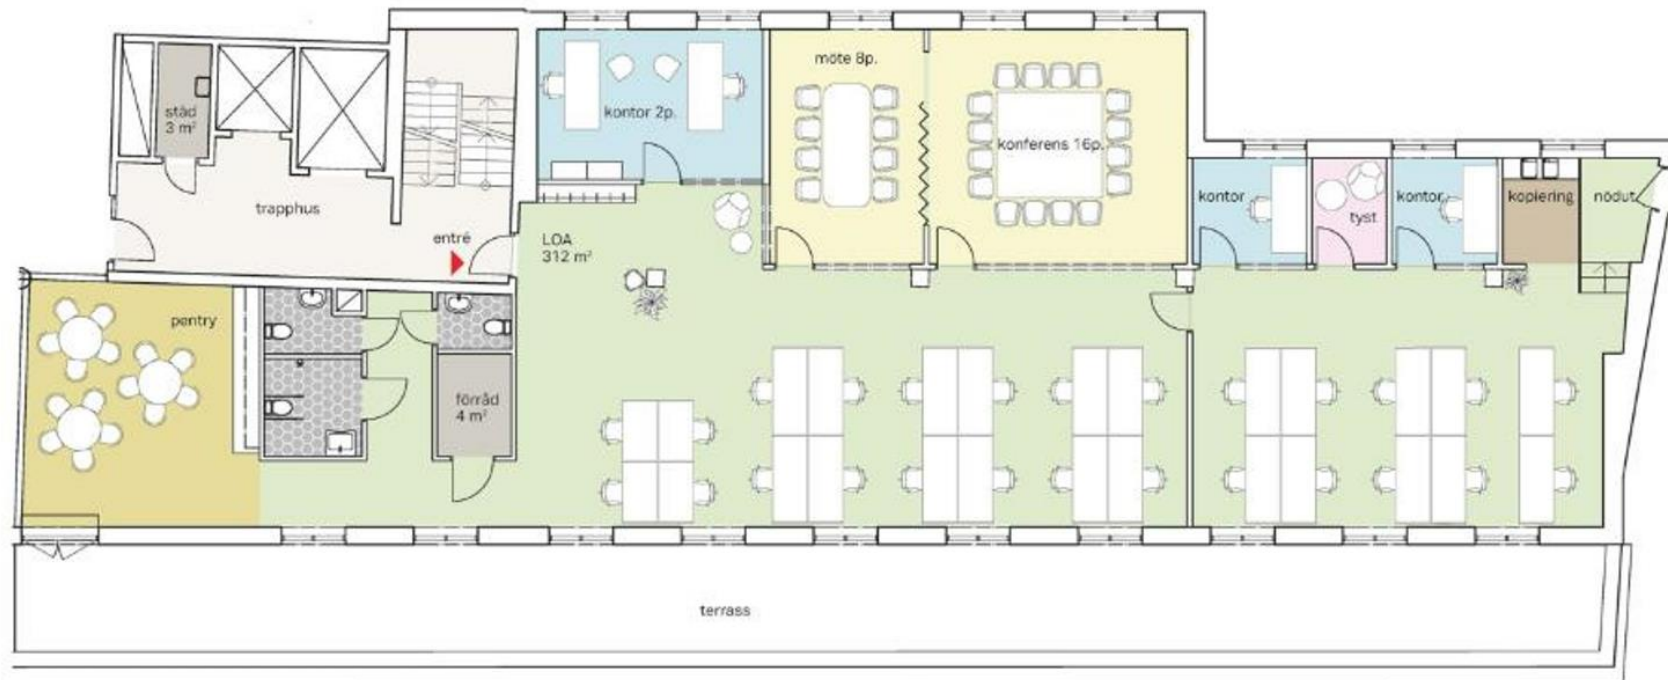 möte 8p.
städ
3 m²
kontor 2p.
konferens 16p.
trapphus
kontor
tyst
kontor
kopiering
nödut.
entré
LOA
312 m²
pentry
förråd
4 m²
terrass